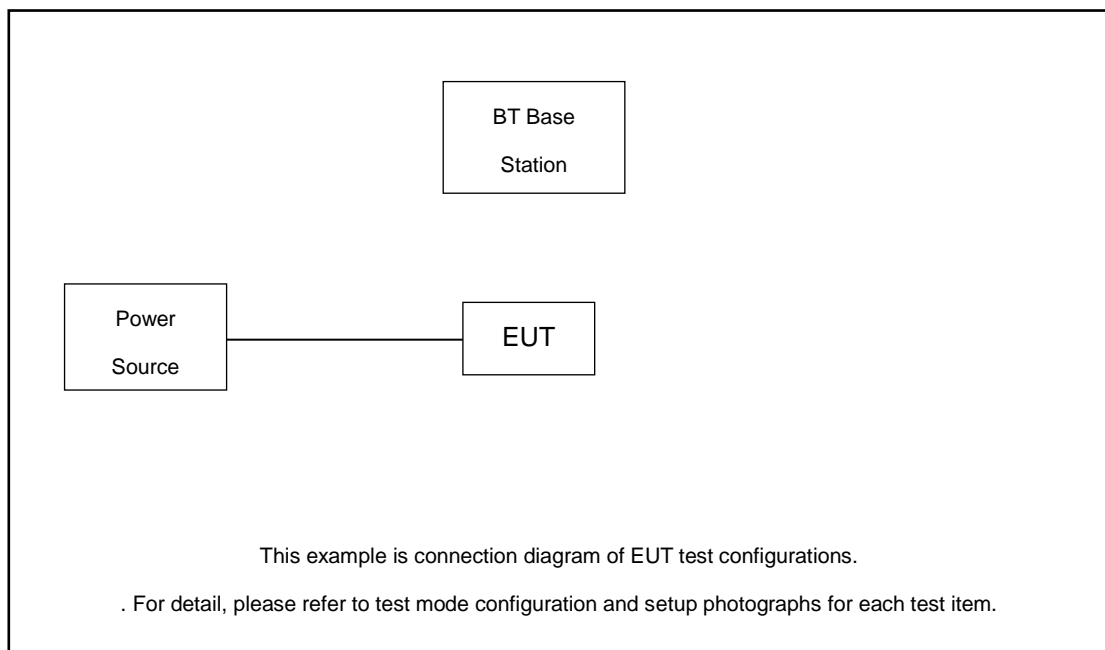 BT Base
Station
Power
Source
EUT
This example is connection diagram of EUT test configurations.
. For detail, please refer to test mode configuration and setup photographs for each test item.